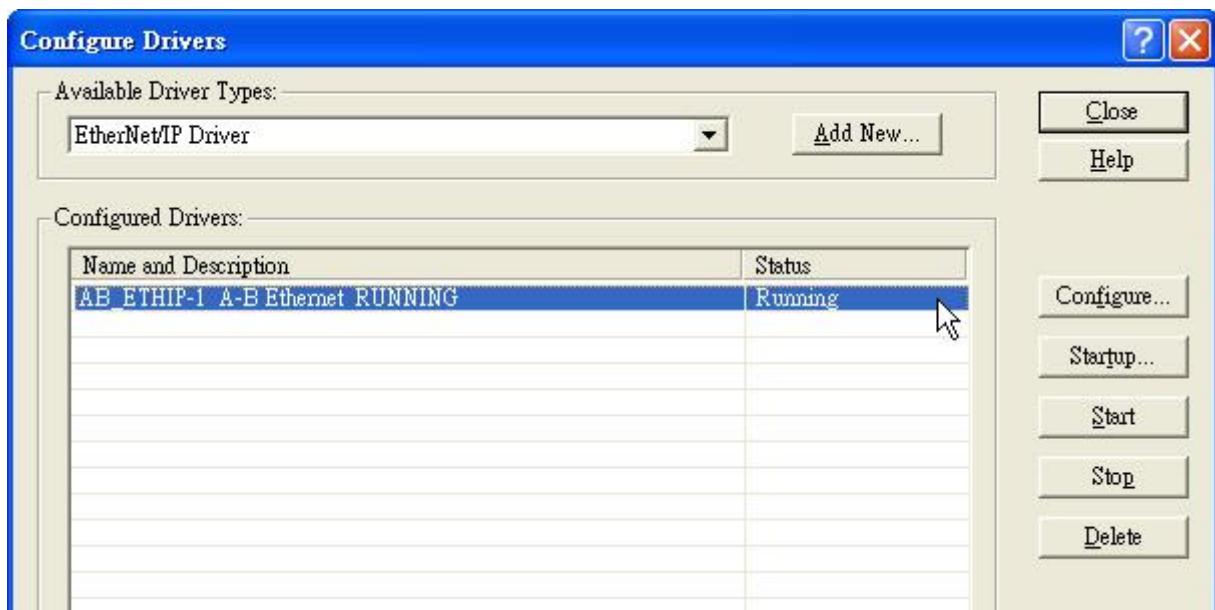 Configure Drivers
Available Driver Types:
EtherNet/IP Driver
Add New...
Close
Help
Configured Drivers:
Name and Description
Status
AB_ETHIP-1 A-B Ethernet RUNNING
Running
Configure...
Startup...
Start
Stop
Delete